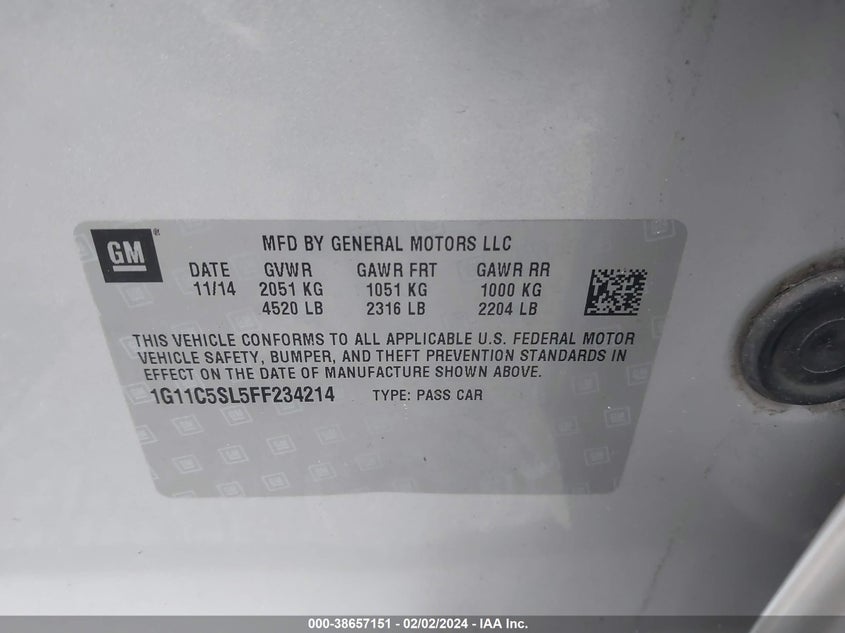 GM ®
MFD BY GENERAL MOTORS LLC
DATE GVWR GAWR FRT GAWR RR
11/14 2051 KG 1051 KG 1000 KG
4520 LB 2316 LB 2204 LB
THIS VEHICLE CONFORMS TO ALL APPLICABLE U.S. FEDERAL MOTOR
VEHICLE SAFETY, BUMPER, AND THEFT PREVENTION STANDARDS IN
EFFECT ON THE DATE OF MANUFACTURE SHOWN ABOVE.
1G11C5SL5FF234214 TYPE: PASS CAR
000-38657151 — 02/02/2024 — IAA Inc.